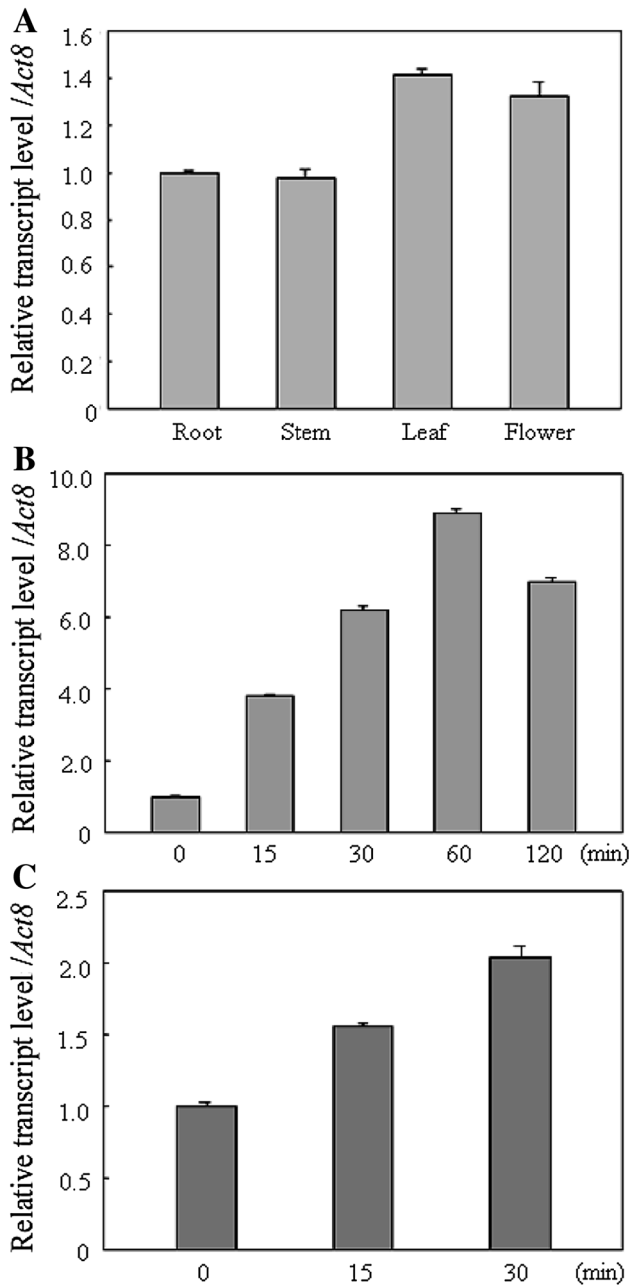 A
Relative transcript level /Act8
1.6
1.4
1.2
1.0
0.8
0.6
0.4
0.2
0
Root Stem Leaf Flower
B
Relative transcript level /Act8
10.0
8.0
6.0
4.0
2.0
0
0 15 30 60 120 (min)
C
Relative transcript level /Act8
2.5
2.0
1.5
1.0
0.5
0
0 15 30 (min)